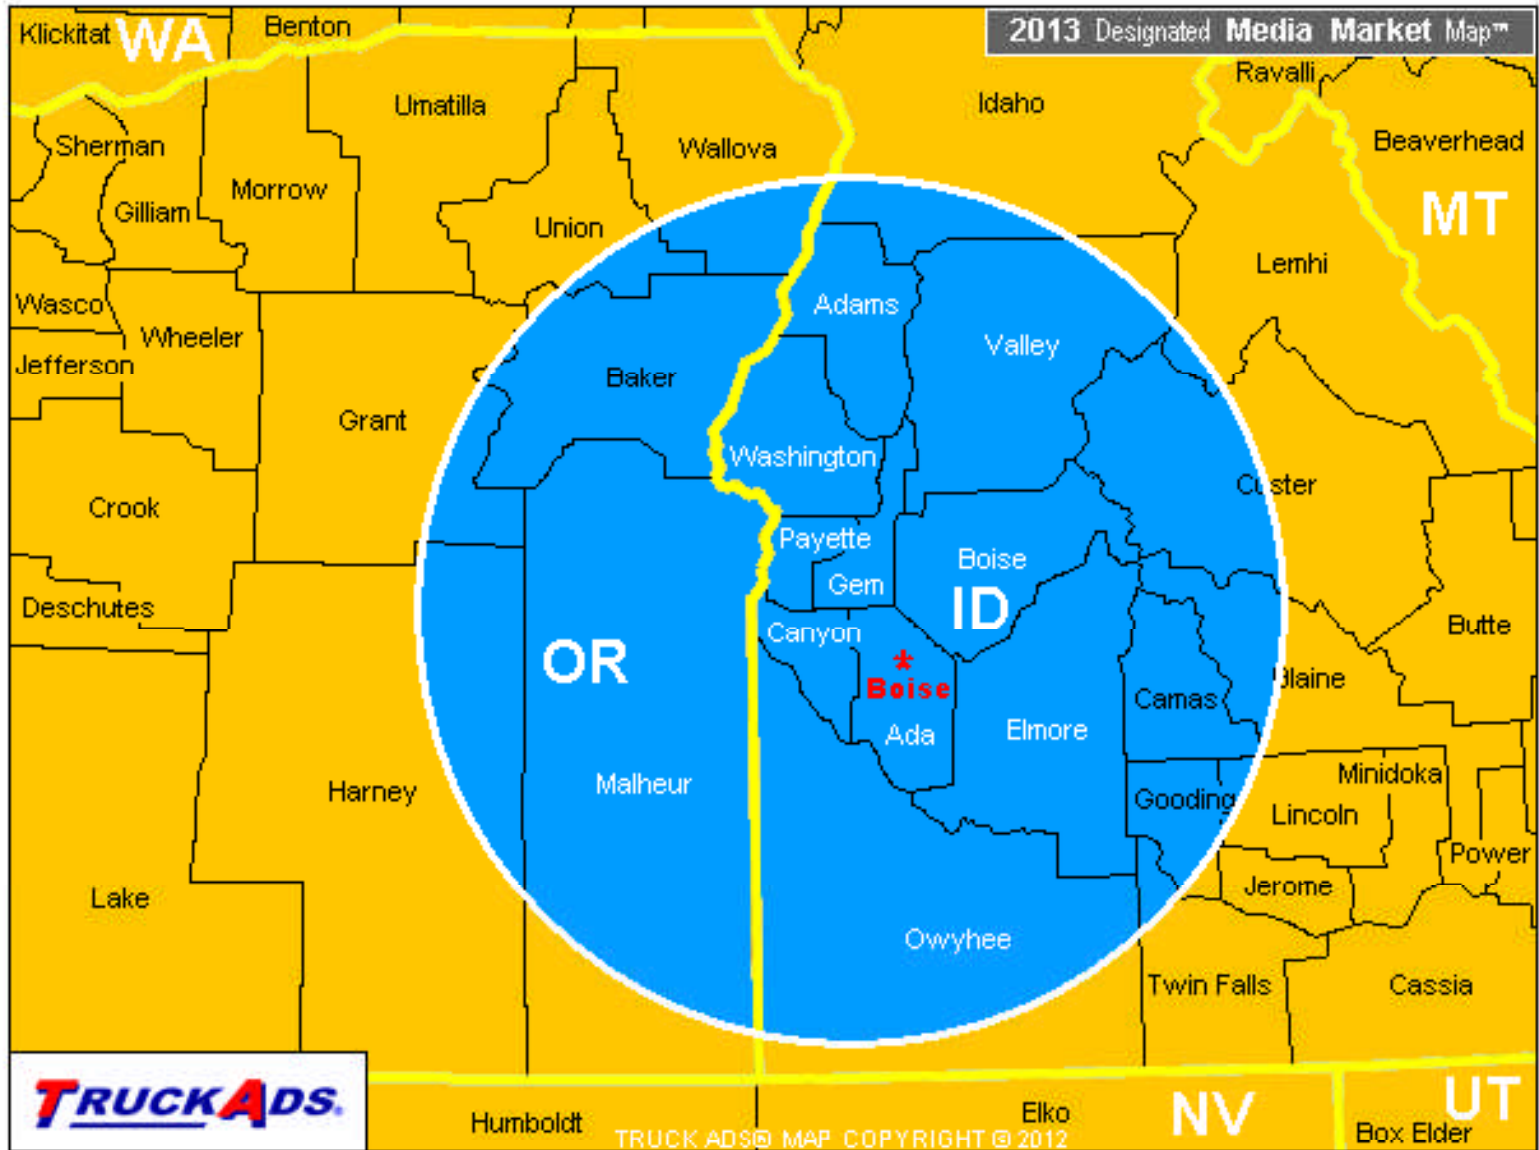 Klickitat
WA
Benton
2013 Designated Media Market Map™
Ravalli
Umatilla
Idaho
Sherman
Wallova
Beaverhead
Morrow
Gilliam
Union
MT
Lemhi
Wasco
Adams
Wheeler
Valley
Jefferson
Baker
Grant
Washington
Custer
Crook
Payette
Boise
Gem
Deschutes
ID
Butte
Canyon
OR
Boise
Blaine
Camas
Ada
Elmore
Minidoka
Malheur
Harney
Gooding
Lincoln
Power
Jerome
Lake
Owyhee
Twin Falls
Cassia
TRUCKADS.
Humboldt
Elko
NV
UT
Box Elder
TRUCK ADS® MAP COPYRIGHT © 2012